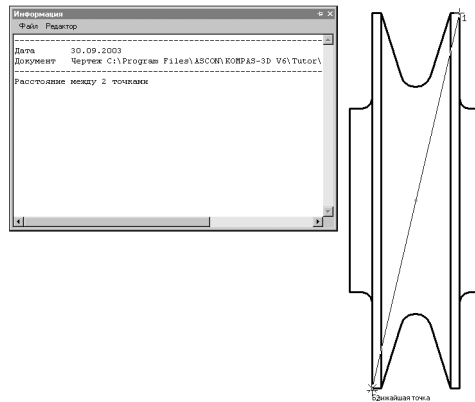 Информация
Файл Редактор
Дата 30.09.2003
Документ Чертеж C:\Program Files\ASCON\KOMPAS-3D V6\Tutor\
Расстояние между 2 точками
1
2
Ближайшая точка